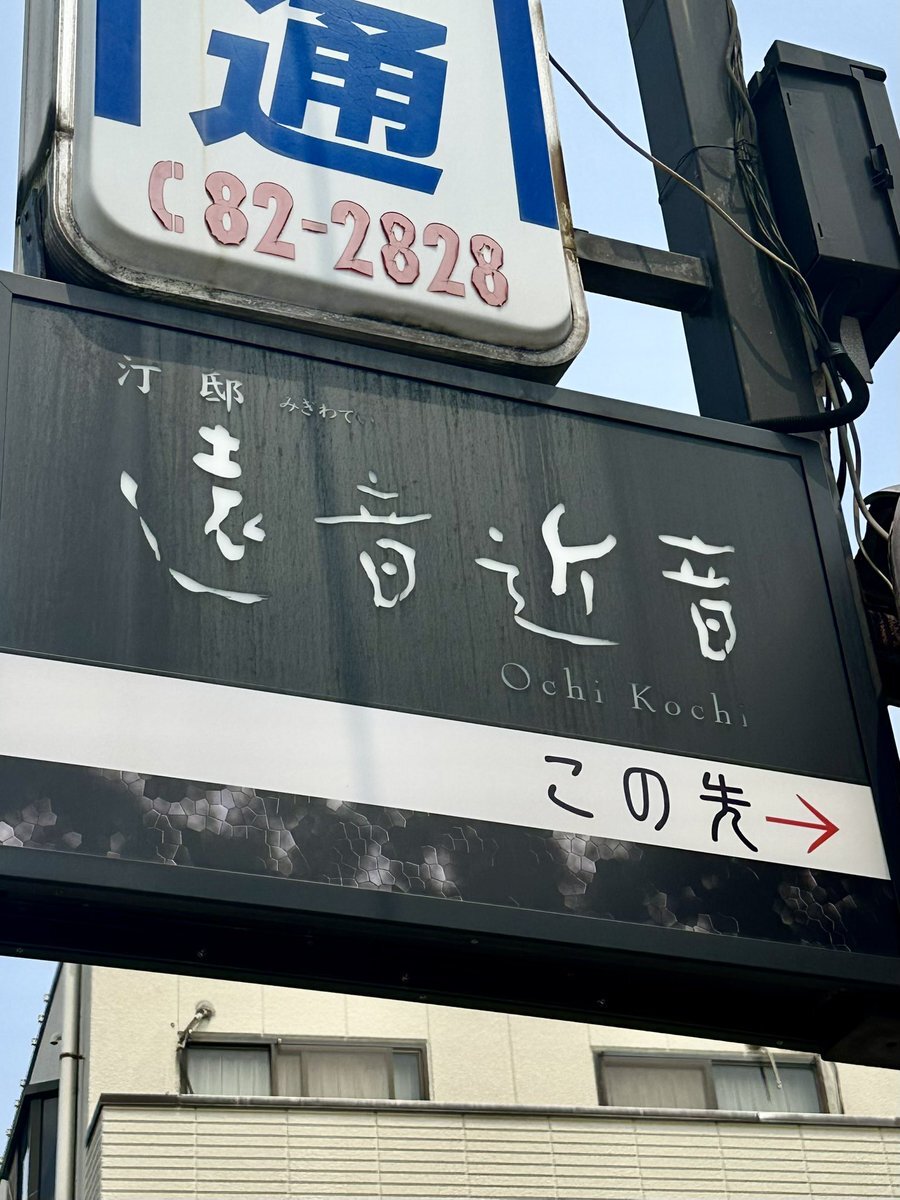 通
82-2828
汀邸 みぎわてい
遠音近音
Ochi Kochi
この先→